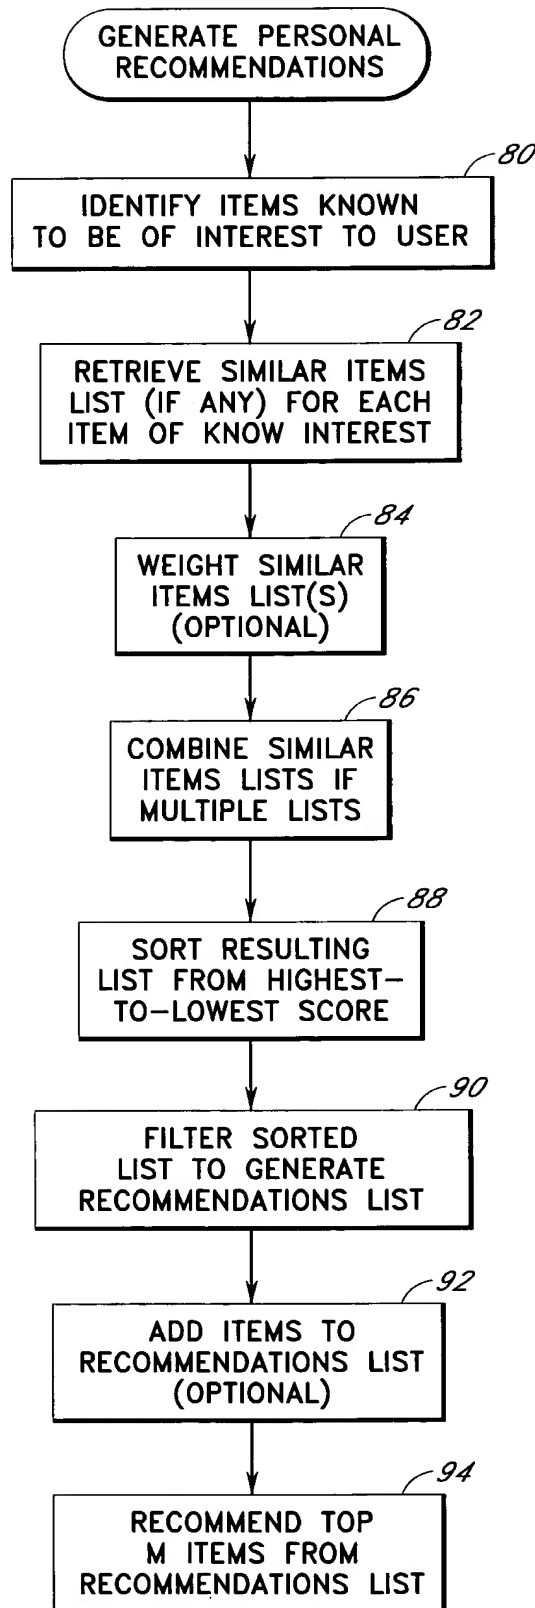 GENERATE PERSONAL
RECOMMENDATIONS
80
IDENTIFY ITEMS KNOWN
TO BE OF INTEREST TO USER
82
RETRIEVE SIMILAR ITEMS
LIST (IF ANY) FOR EACH
ITEM OF KNOW INTEREST
84
WEIGHT SIMILAR
ITEMS LIST(S)
(OPTIONAL)
86
COMBINE SIMILAR
ITEMS LISTS IF
MULTIPLE LISTS
88
SORT RESULTING
LIST FROM HIGHEST–
TO–LOWEST SCORE
90
FILTER SORTED
LIST TO GENERATE
RECOMMENDATIONS LIST
92
ADD ITEMS TO
RECOMMENDATIONS LIST
(OPTIONAL)
94
RECOMMEND TOP
M ITEMS FROM
RECOMMENDATIONS LIST